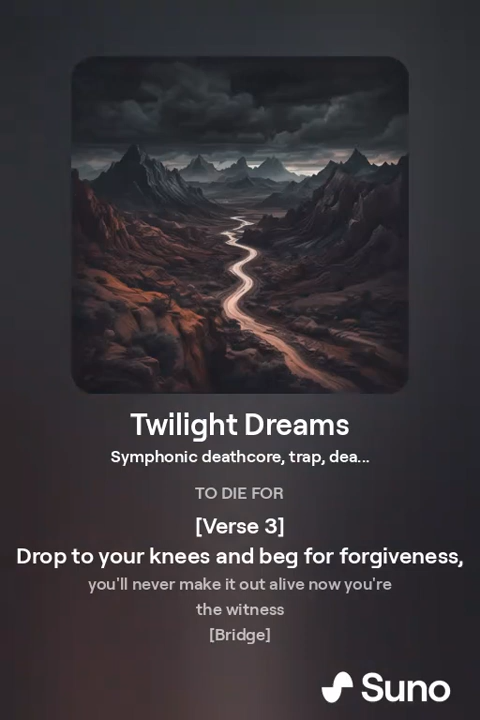 Twilight Dreams
Symphonic deathcore, trap, dea...
TO DIE FOR
[Verse 3]
Drop to your knees and beg for forgiveness,
you'll never make it out alive now you're
the witness
[Bridge]
Suno